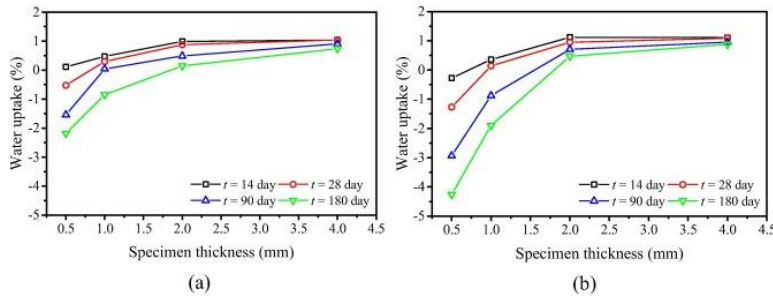 2
1
0
-1
-2
-3
-4
-5
Water uptake (%)
t = 14 day t = 28 day
t = 90 day t = 180 day
0.5 1.0 1.5 2.0 2.5 3.0 3.5 4.0 4.5
Specimen thickness (mm)
(a)
2
1
0
-1
-2
-3
-4
-5
Water uptake (%)
t = 14 day t = 28 day
t = 90 day t = 180 day
0.5 1.0 1.5 2.0 2.5 3.0 3.5 4.0 4.5
Specimen thickness (mm)
(b)